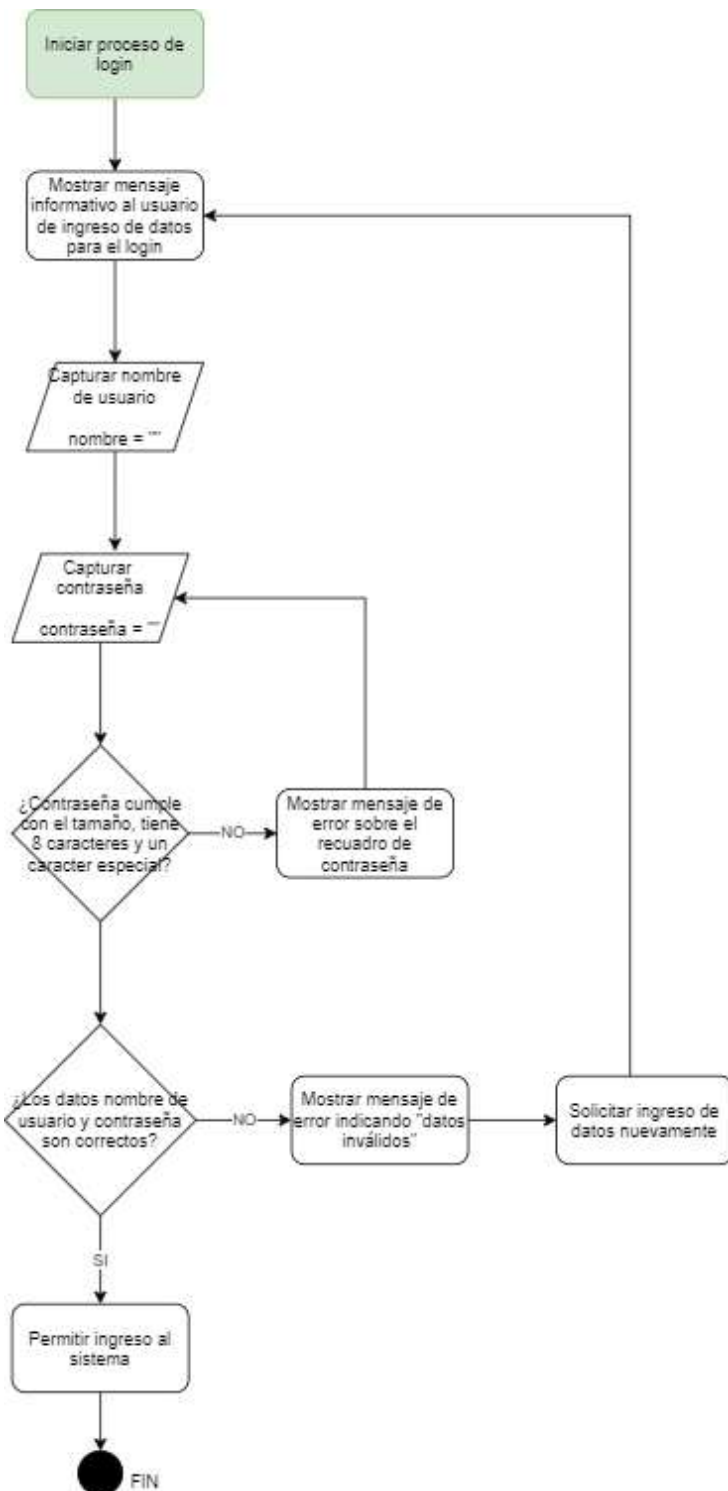 Iniciar proceso de
login
Mostrar mensaje
informativo al usuario
de ingreso de datos
para el login
Capturar nombre
de usuario
nombre = ""
Capturar
contraseña
contraseña = ""
¿Contraseña cumple
con el tamaño, tiene
8 caracteres y un
caracter especial?
NO
Mostrar mensaje de
error sobre el
recuadro de
contraseña
¿Los datos nombre de
usuario y contraseña
son correctos?
NO
Mostrar mensaje de
error indicando "datos
inválidos"
Solicitar ingreso de
datos nuevamente
SI
Permitir ingreso al
sistema
FIN